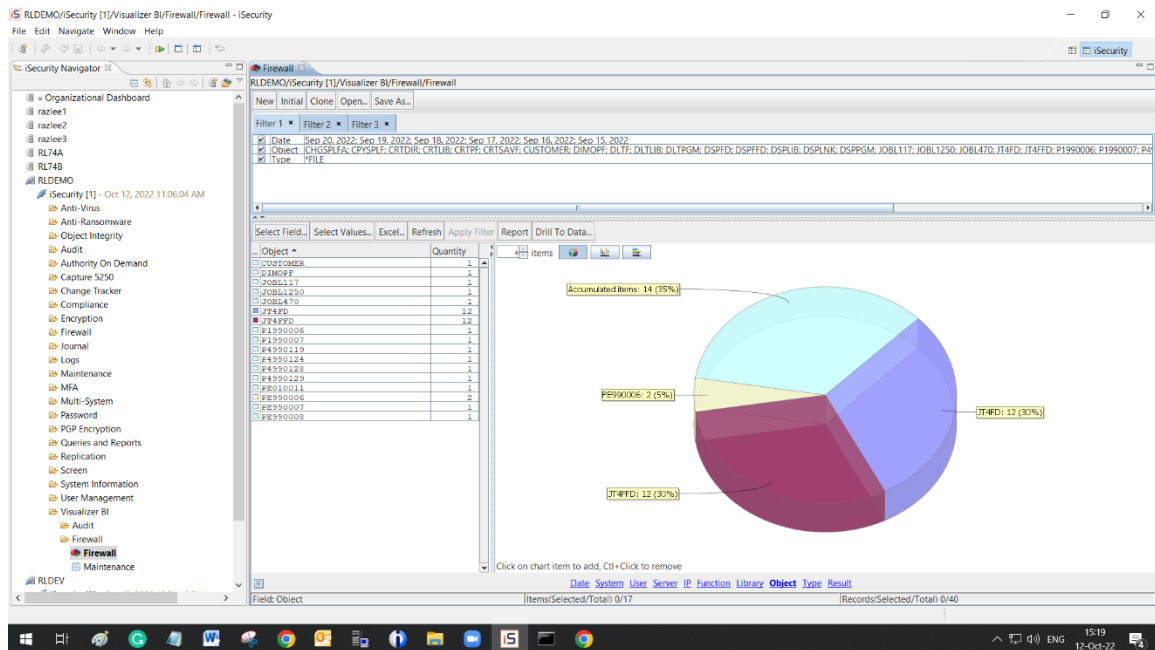 RLDEMO/iSecurity [1]/Visualizer BI/Firewall/Firewall - iSecurity
File Edit Navigate Window Help
iSecurity
iSecurity Navigator
Firewall
RLDEMO/iSecurity [1]/Visualizer BI/Firewall/Firewall
» Organizational Dashboard
razlee1
razlee2
razlee3
RL74A
RL74B
RLDEMO
iSecurity [1] - Oct 12, 2022 11:06:04 AM
Anti-Virus
Anti-Ransomware
Object Integrity
Audit
Authority On Demand
Capture 5250
Change Tracker
Compliance
Encryption
Firewall
Journal
Logs
Maintenance
MFA
Multi-System
Password
PGP Encryption
Queries and Reports
Replication
Screen
System Information
User Management
Visualizer BI
Audit
Firewall
Firewall
Maintenance
RLDEV
New Initial Clone Open... Save As...
Filter 1 Filter 2 Filter 3
Date Sep 20, 2022; Sep 19, 2022; Sep 18, 2022; Sep 17, 2022; Sep 16, 2022; Sep 15, 2022
Object CHGSPLFA; CPYSPLF; CRTDIR; CRTLIB; CRTPF; CRTSAVF; CUSTOMER; DIMOPF; DLTF; DLTLIB; DLTPGM; DSPFD; DSPFFD; DSPLIB; DSPLNK; DSPPGM; JOBL117; JOBL1250; JOBL470; JT4FD; JT4FFD; P1990006; P1990007;
Type *FILE
Select Field... Select Values... Excel... Refresh Apply Filter Report Drill To Data...
... Object Quantity
CUSTOMER 1
DIMOPF 1
JOBL117 1
JOBL1250 1
JOBL470 1
JT4FD 12
JT4FFD 12
P1990006 1
P1990007 1
P4990119 1
P4990124 1
P4990128 1
P4990129 1
PE010011 1
PE990006 2
PE990007 1
PE990008 1
6 items
Accumulated items: 14 (35%)
PE990006: 2 (5%)
JT4FD: 12 (30%)
JT4FFD: 12 (30%)
Click on chart item to add, Ctl+Click to remove
Date System User Server IP Function Library Object Type Result
Field: Object Items(Selected/Total) 0/17 Records(Selected/Total) 0/40
ENG 15:19
12-Oct-22